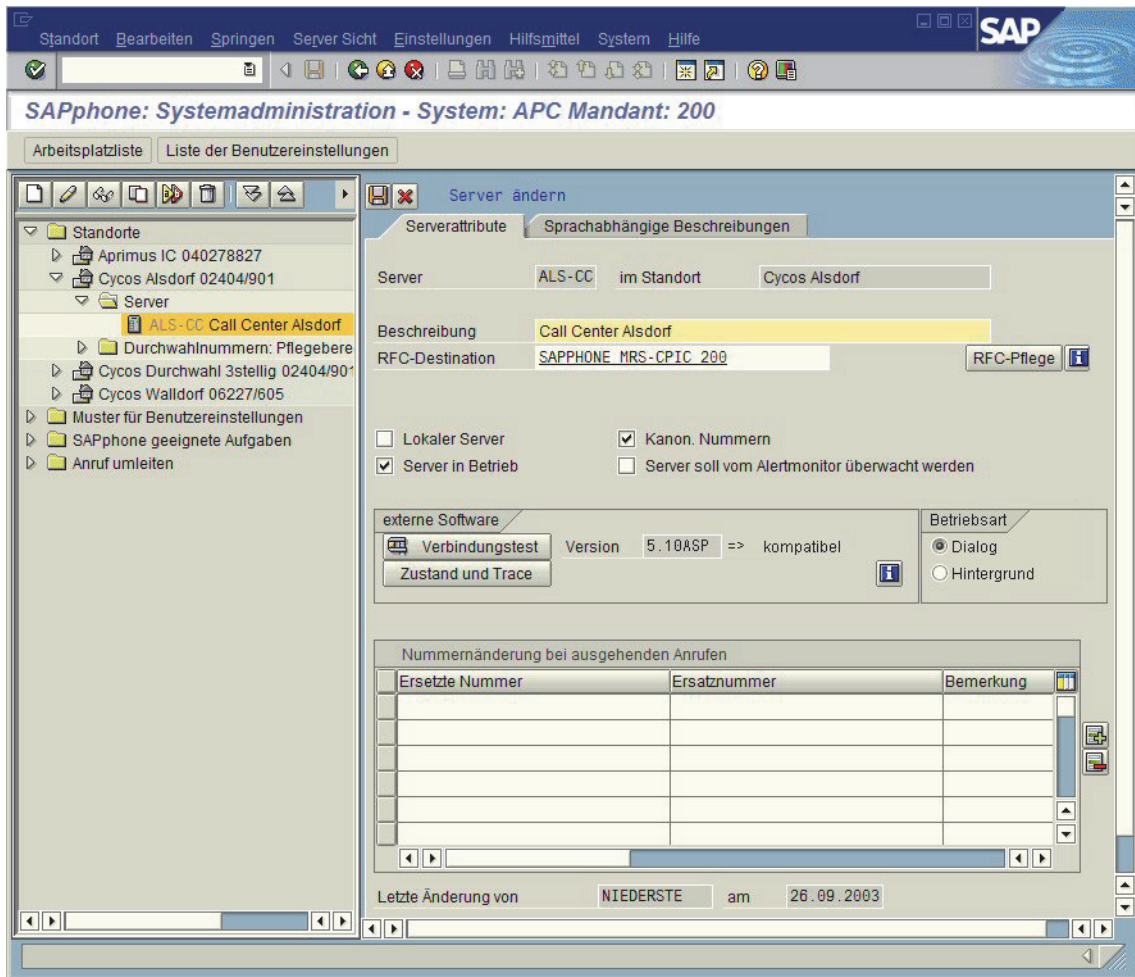 Standort Bearbeiten Springen Server Sicht Einstellungen Hilfsmittel System Hilfe
SAP
SAPphone: Systemadministration - System: APC Mandant: 200
Arbeitsplatzliste Liste der Benutzereinstellungen
Server ändern
Serverattribute Sprachabhängige Beschreibungen
Standorte
Aprimus IC 040278827
Cycos Alsdorf 02404/901
Server
ALS-CC Call Center Alsdorf
Durchwahlnummern: Pflegebere
Cycos Durchwahl 3stellig 02404/901
Cycos Walldorf 06227/605
Muster für Benutzereinstellungen
SAPphone geeignete Aufgaben
Anruf umleiten
Server ALS-CC im Standort Cycos Alsdorf
Beschreibung Call Center Alsdorf
RFC-Destination SAPPHONE_MRS-CPIC_200 RFC-Pflege
Lokaler Server Kanon. Nummern
Server in Betrieb Server soll vom Alertmonitor überwacht werden
externe Software Betriebsart
Verbindungstest Version 5.10ASP => kompatibel Dialog
Zustand und Trace Hintergrund
Nummernänderung bei ausgehenden Anrufen
Ersetzte Nummer Ersatznummer Bemerkung
Letzte Änderung von NIEDERSTE am 26.09.2003